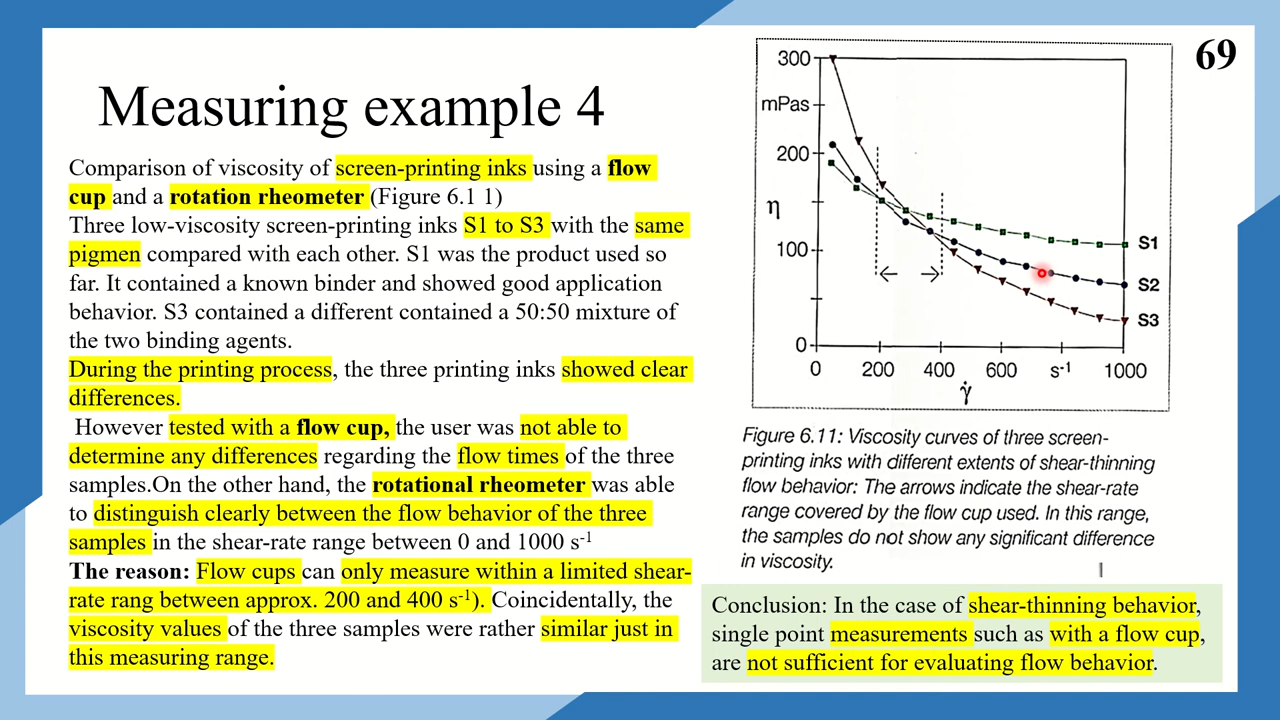 69
Measuring example 4
Comparison of viscosity of screen-printing inks using a flow
cup and a rotation rheometer (Figure 6.1 1)
Three low-viscosity screen-printing inks S1 to S3 with the same
pigmen compared with each other. S1 was the product used so
far. It contained a known binder and showed good application
behavior. S3 contained a different contained a 50:50 mixture of
the two binding agents.
During the printing process, the three printing inks showed clear
differences.
However tested with a flow cup, the user was not able to
determine any differences regarding the flow times of the three
samples.On the other hand, the rotational rheometer was able
to distinguish clearly between the flow behavior of the three
samples in the shear-rate range between 0 and 1000 s-1
The reason: Flow cups can only measure within a limited shear-
rate rang between approx. 200 and 400 s-1). Coincidentally, the
viscosity values of the three samples were rather similar just in
this measuring range.
300
mPas
200
η
100
0
0 200 400 600 s-1 1000
γ̇
S1
S2
S3
Figure 6.11: Viscosity curves of three screen-
printing inks with different extents of shear-thinning
flow behavior: The arrows indicate the shear-rate
range covered by the flow cup used. In this range,
the samples do not show any significant difference
in viscosity.
Conclusion: In the case of shear-thinning behavior,
single point measurements such as with a flow cup,
are not sufficient for evaluating flow behavior.